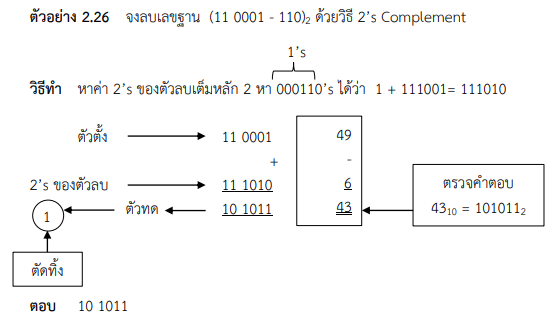 ตัวอย่าง 2.26 จงลบเลขฐาน (11 0001 - 110)₂ ด้วยวิธี 2's Complement
1's
วิธีทำ หาค่า 2's ของตัวลบเต็มหลัก 2 หา 000110's ได้ว่า 1 + 111001= 111010
ตัวตั้ง 11 0001 49
+ -
2's ของตัวลบ 11 1010 6
1 ตัวทด 10 1011 43
ตรวจคำตอบ
43₁₀ = 101011₂
ตัดทิ้ง
ตอบ 10 1011